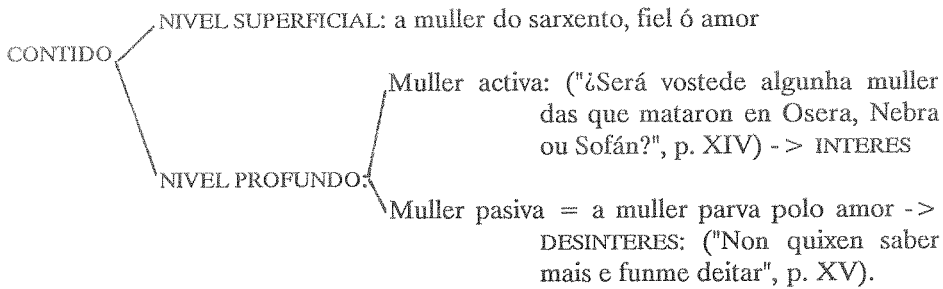 NIVEL SUPERFICIAL: a muller do sarxento, fiel ó amor
CONTIDO
Muller activa: ("¿Será vostede algunha muller
das que mataron en Osera, Nebra
ou Sofán?", p. XIV) - > INTERES
NIVEL PROFUNDO:
Muller pasiva = a muller parva polo amor - >
DESINTERES: ("Non quixen saber
mais e funme deitar", p. XV).